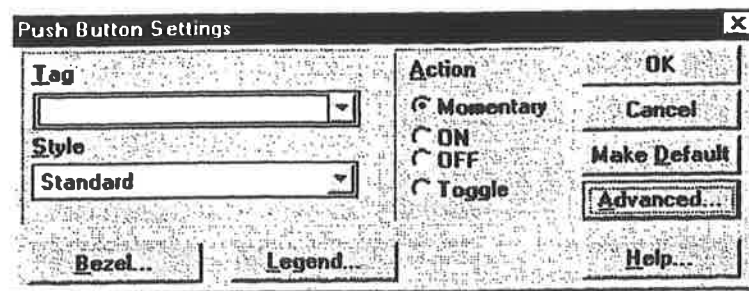 Push Button Settings
Tag
Style
Standard
Bezel...
Legend...
Action
Momentary
ON
OFF
Toggle
OK
Cancel
Make Default
Advanced...
Help...